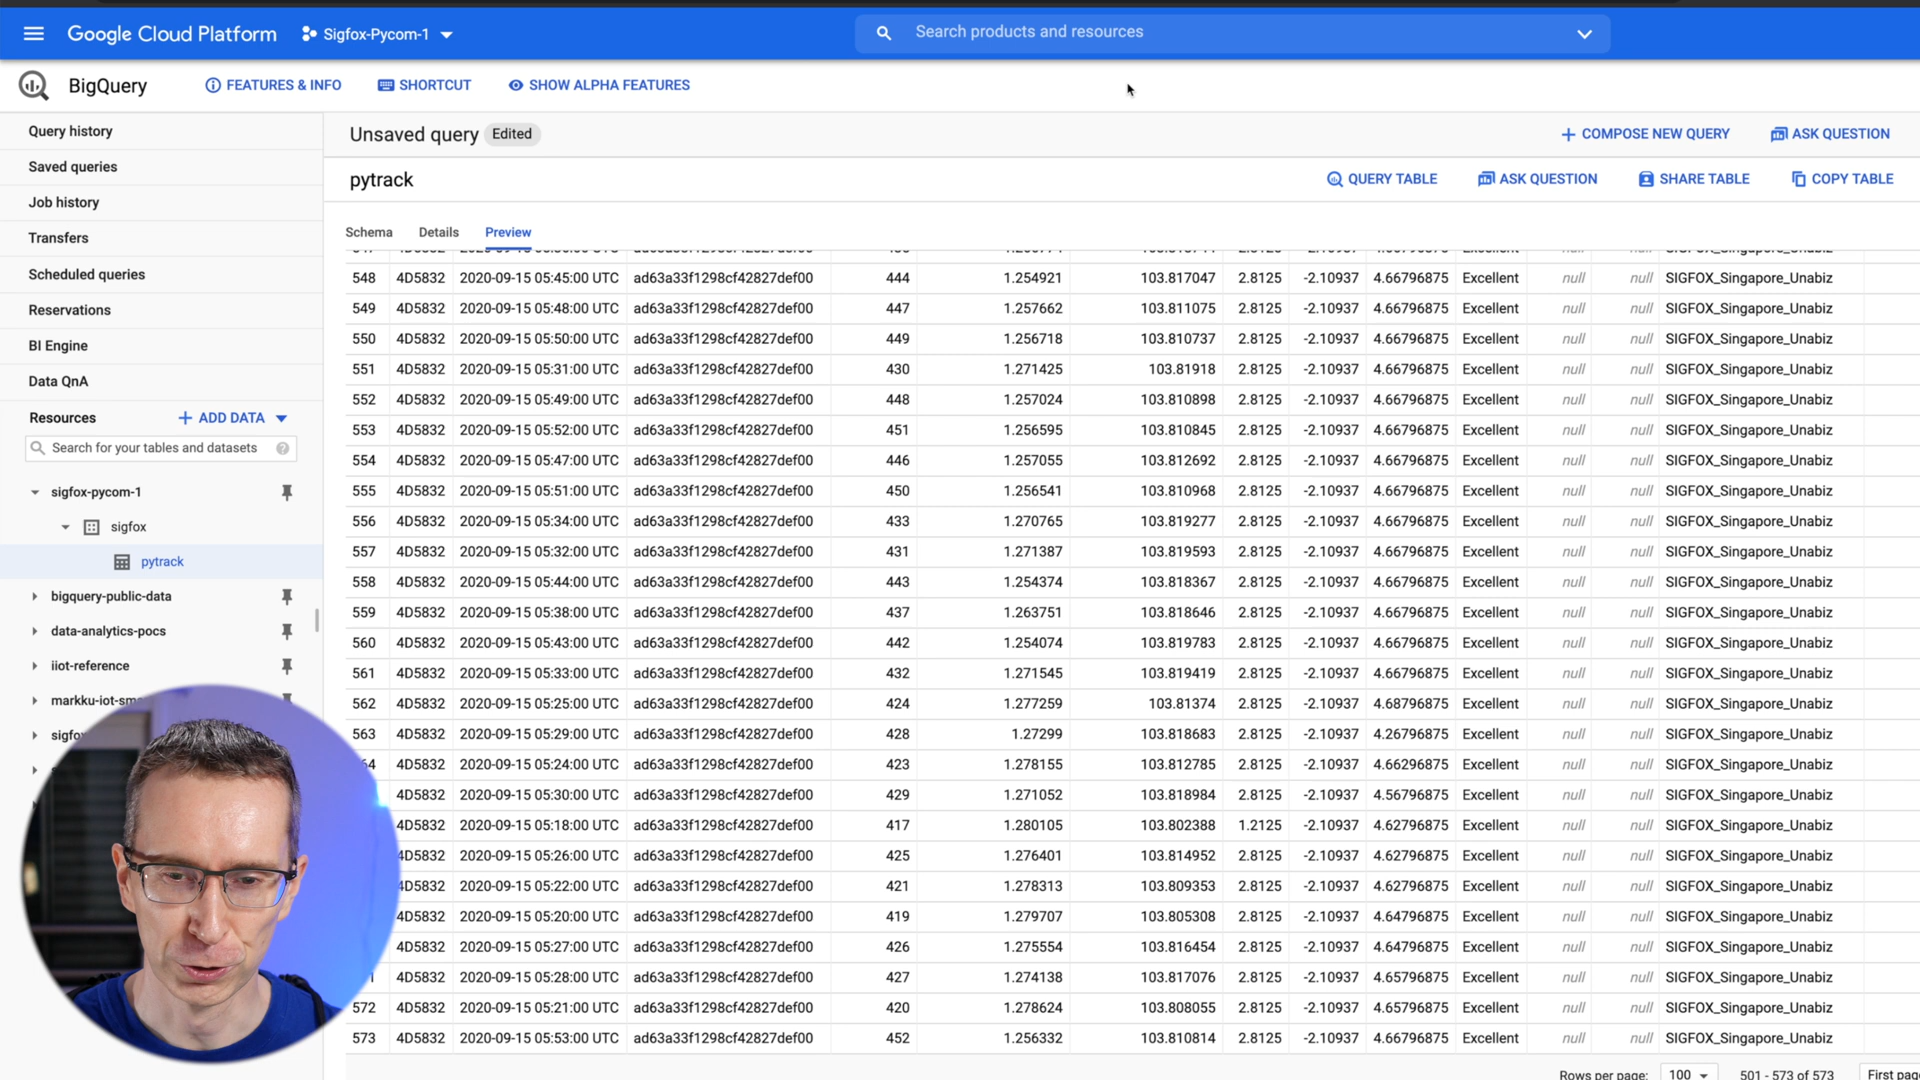 Google Cloud Platform Sigfox-Pycom-1 Search products and resources
BigQuery FEATURES & INFO SHORTCUT SHOW ALPHA FEATURES
Query history
Saved queries
Job history
Transfers
Scheduled queries
Reservations
BI Engine
Data QnA
Resources + ADD DATA
Search for your tables and datasets
sigfox-pycom-1
sigfox
pytrack
bigquery-public-data
data-analytics-pocs
iiot-reference
markku-iot-sm
sigfo
Unsaved query Edited + COMPOSE NEW QUERY ASK QUESTION
pytrack QUERY TABLE ASK QUESTION SHARE TABLE COPY TABLE
Schema Details Preview
548 4D5832 2020-09-15 05:45:00 UTC ad63a33f1298cf42827def00 444 1.254921 103.817047 2.8125 -2.10937 4.66796875 Excellent null null SIGFOX_Singapore_Unabiz
549 4D5832 2020-09-15 05:48:00 UTC ad63a33f1298cf42827def00 447 1.257662 103.811075 2.8125 -2.10937 4.66796875 Excellent null null SIGFOX_Singapore_Unabiz
550 4D5832 2020-09-15 05:50:00 UTC ad63a33f1298cf42827def00 449 1.256718 103.810737 2.8125 -2.10937 4.66796875 Excellent null null SIGFOX_Singapore_Unabiz
551 4D5832 2020-09-15 05:31:00 UTC ad63a33f1298cf42827def00 430 1.271425 103.81918 2.8125 -2.10937 4.66796875 Excellent null null SIGFOX_Singapore_Unabiz
552 4D5832 2020-09-15 05:49:00 UTC ad63a33f1298cf42827def00 448 1.257024 103.810898 2.8125 -2.10937 4.66796875 Excellent null null SIGFOX_Singapore_Unabiz
553 4D5832 2020-09-15 05:52:00 UTC ad63a33f1298cf42827def00 451 1.256595 103.810845 2.8125 -2.10937 4.66796875 Excellent null null SIGFOX_Singapore_Unabiz
554 4D5832 2020-09-15 05:47:00 UTC ad63a33f1298cf42827def00 446 1.257055 103.812692 2.8125 -2.10937 4.66796875 Excellent null null SIGFOX_Singapore_Unabiz
555 4D5832 2020-09-15 05:51:00 UTC ad63a33f1298cf42827def00 450 1.256541 103.810968 2.8125 -2.10937 4.66796875 Excellent null null SIGFOX_Singapore_Unabiz
556 4D5832 2020-09-15 05:34:00 UTC ad63a33f1298cf42827def00 433 1.270765 103.819277 2.8125 -2.10937 4.66796875 Excellent null null SIGFOX_Singapore_Unabiz
557 4D5832 2020-09-15 05:32:00 UTC ad63a33f1298cf42827def00 431 1.271387 103.819593 2.8125 -2.10937 4.66796875 Excellent null null SIGFOX_Singapore_Unabiz
558 4D5832 2020-09-15 05:44:00 UTC ad63a33f1298cf42827def00 443 1.254374 103.818367 2.8125 -2.10937 4.66796875 Excellent null null SIGFOX_Singapore_Unabiz
559 4D5832 2020-09-15 05:38:00 UTC ad63a33f1298cf42827def00 437 1.263751 103.818646 2.8125 -2.10937 4.66796875 Excellent null null SIGFOX_Singapore_Unabiz
560 4D5832 2020-09-15 05:43:00 UTC ad63a33f1298cf42827def00 442 1.254074 103.819783 2.8125 -2.10937 4.66796875 Excellent null null SIGFOX_Singapore_Unabiz
561 4D5832 2020-09-15 05:33:00 UTC ad63a33f1298cf42827def00 432 1.271545 103.819419 2.8125 -2.10937 4.66796875 Excellent null null SIGFOX_Singapore_Unabiz
562 4D5832 2020-09-15 05:25:00 UTC ad63a33f1298cf42827def00 424 1.277259 103.81374 2.8125 -2.10937 4.68796875 Excellent null null SIGFOX_Singapore_Unabiz
563 4D5832 2020-09-15 05:29:00 UTC ad63a33f1298cf42827def00 428 1.27299 103.818683 2.8125 -2.10937 4.26796875 Excellent null null SIGFOX_Singapore_Unabiz
64 4D5832 2020-09-15 05:24:00 UTC ad63a33f1298cf42827def00 423 1.278155 103.812785 2.8125 -2.10937 4.66296875 Excellent null null SIGFOX_Singapore_Unabiz
4D5832 2020-09-15 05:30:00 UTC ad63a33f1298cf42827def00 429 1.271052 103.818984 2.8125 -2.10937 4.56796875 Excellent null null SIGFOX_Singapore_Unabiz
4D5832 2020-09-15 05:18:00 UTC ad63a33f1298cf42827def00 417 1.280105 103.802388 1.2125 -2.10937 4.62796875 Excellent null null SIGFOX_Singapore_Unabiz
4D5832 2020-09-15 05:26:00 UTC ad63a33f1298cf42827def00 425 1.276401 103.814952 2.8125 -2.10937 4.62796875 Excellent null null SIGFOX_Singapore_Unabiz
4D5832 2020-09-15 05:22:00 UTC ad63a33f1298cf42827def00 421 1.278313 103.809353 2.8125 -2.10937 4.62796875 Excellent null null SIGFOX_Singapore_Unabiz
4D5832 2020-09-15 05:20:00 UTC ad63a33f1298cf42827def00 419 1.279707 103.805308 2.8125 -2.10937 4.64796875 Excellent null null SIGFOX_Singapore_Unabiz
4D5832 2020-09-15 05:27:00 UTC ad63a33f1298cf42827def00 426 1.275554 103.816454 2.8125 -2.10937 4.64796875 Excellent null null SIGFOX_Singapore_Unabiz
1 4D5832 2020-09-15 05:28:00 UTC ad63a33f1298cf42827def00 427 1.274138 103.817076 2.8125 -2.10937 4.65796875 Excellent null null SIGFOX_Singapore_Unabiz
572 4D5832 2020-09-15 05:21:00 UTC ad63a33f1298cf42827def00 420 1.278624 103.808055 2.8125 -2.10937 4.65796875 Excellent null null SIGFOX_Singapore_Unabiz
573 4D5832 2020-09-15 05:53:00 UTC ad63a33f1298cf42827def00 452 1.256332 103.810814 2.8125 -2.10937 4.66796875 Excellent null null SIGFOX_Singapore_Unabiz
Rows per page: 100 501 - 573 of 573 First page